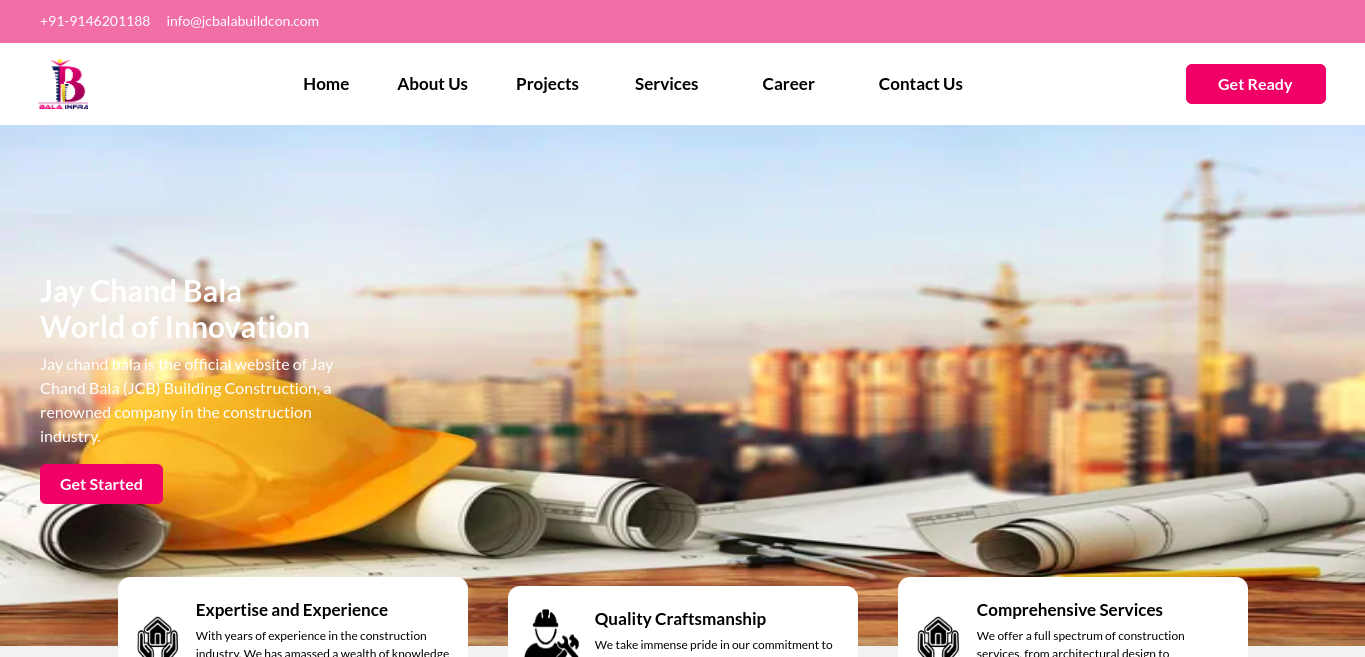 +91-9146201188 info@jcbalabuildcon.com
BALA INFRA
Home About Us Projects Services Career Contact Us Get Ready
Jay Chand Bala
World of Innovation
Jay chand bala is the official website of Jay
Chand Bala (JCB) Building Construction, a
renowned company in the construction
industry.
Get Started
Expertise and Experience
With years of experience in the construction
industry. We has amassed a wealth of knowledge
Quality Craftsmanship
We take immense pride in our commitment to
Comprehensive Services
We offer a full spectrum of construction
services, from architectural design to